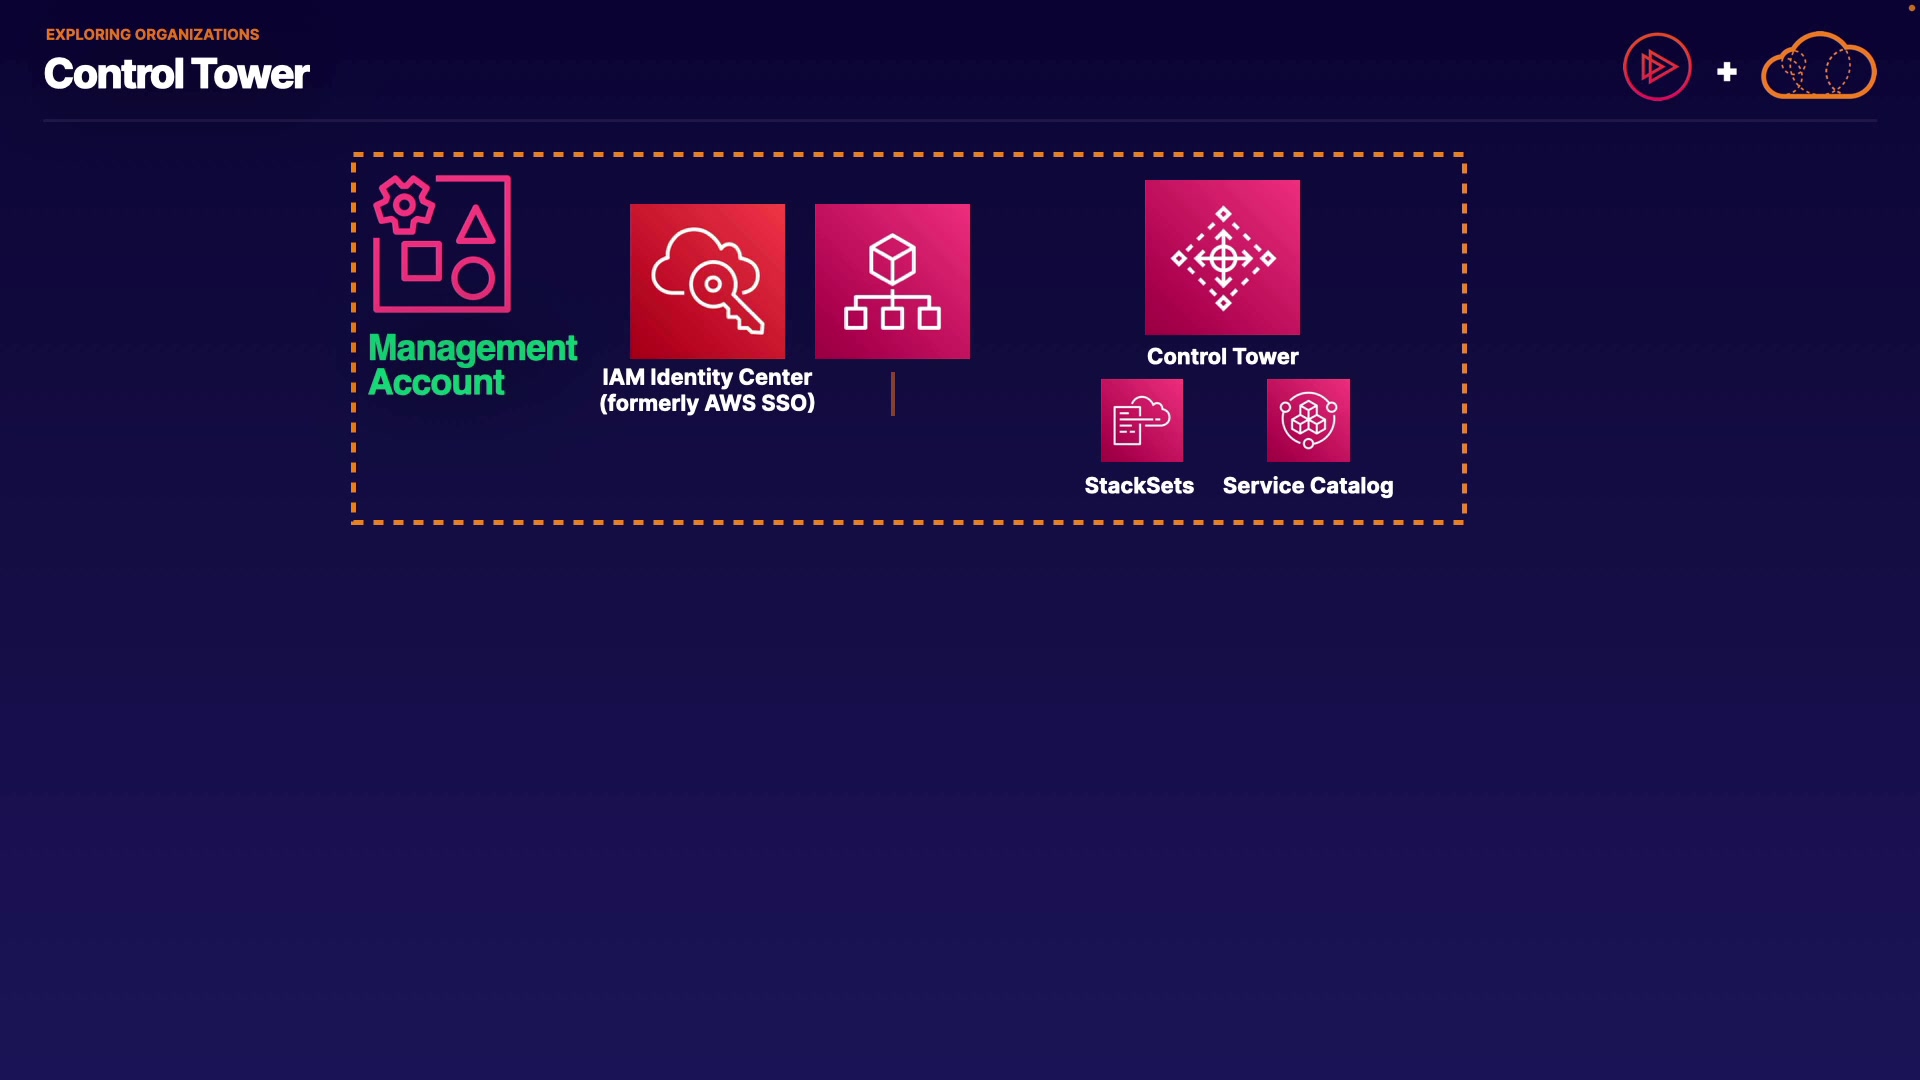 EXPLORING ORGANIZATIONS
Control Tower
Management
Account
IAM Identity Center
(formerly AWS SSO)
Control Tower
StackSets
Service Catalog